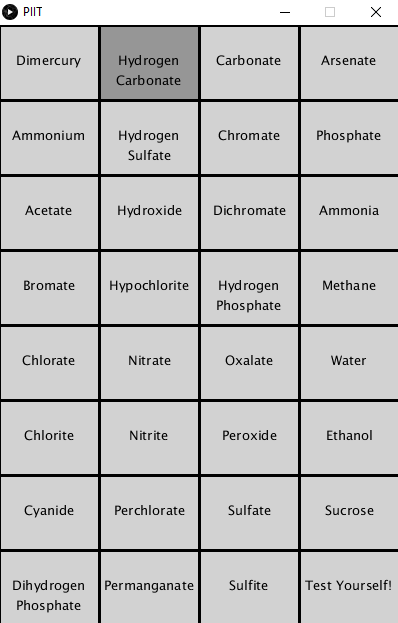 PIIT
Dimercury
Hydrogen
Carbonate
Carbonate
Arsenate
Ammonium
Hydrogen
Sulfate
Chromate
Phosphate
Acetate
Hydroxide
Dichromate
Ammonia
Bromate
Hypochlorite
Hydrogen
Phosphate
Methane
Chlorate
Nitrate
Oxalate
Water
Chlorite
Nitrite
Peroxide
Ethanol
Cyanide
Perchlorate
Sulfate
Sucrose
Dihydrogen
Phosphate
Permanganate
Sulfite
Test Yourself!